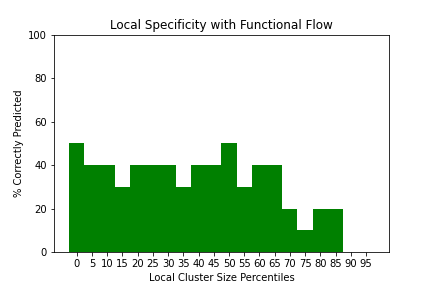 Local Specificity with Functional Flow
% Correctly Predicted
100
80
60
40
20
0
0 5 10 15 20 25 30 35 40 45 50 55 60 65 70 75 80 85 90 95
Local Cluster Size Percentiles